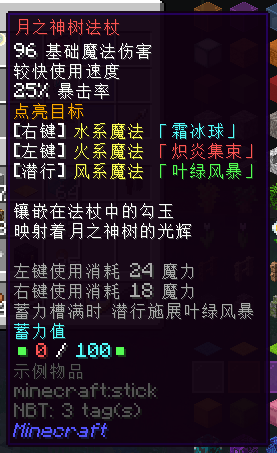 月之神树法杖
96 基础魔法伤害
较快使用速度
25% 暴击率
点亮目标
[右键] 水系魔法「霜冰球」
[左键] 火系魔法「炽炎集束」
[潜行] 风系魔法「叶绿风暴」
镶嵌在法杖中的勾玉
映射着月之神树的光辉
左键使用消耗 24 魔力
右键使用消耗 18 魔力
蓄力槽满时 潜行施展叶绿风暴
蓄力值
■ 0 / 100 ■
示例物品
minecraft:stick
NBT: 3 tag(s)
Minecraft